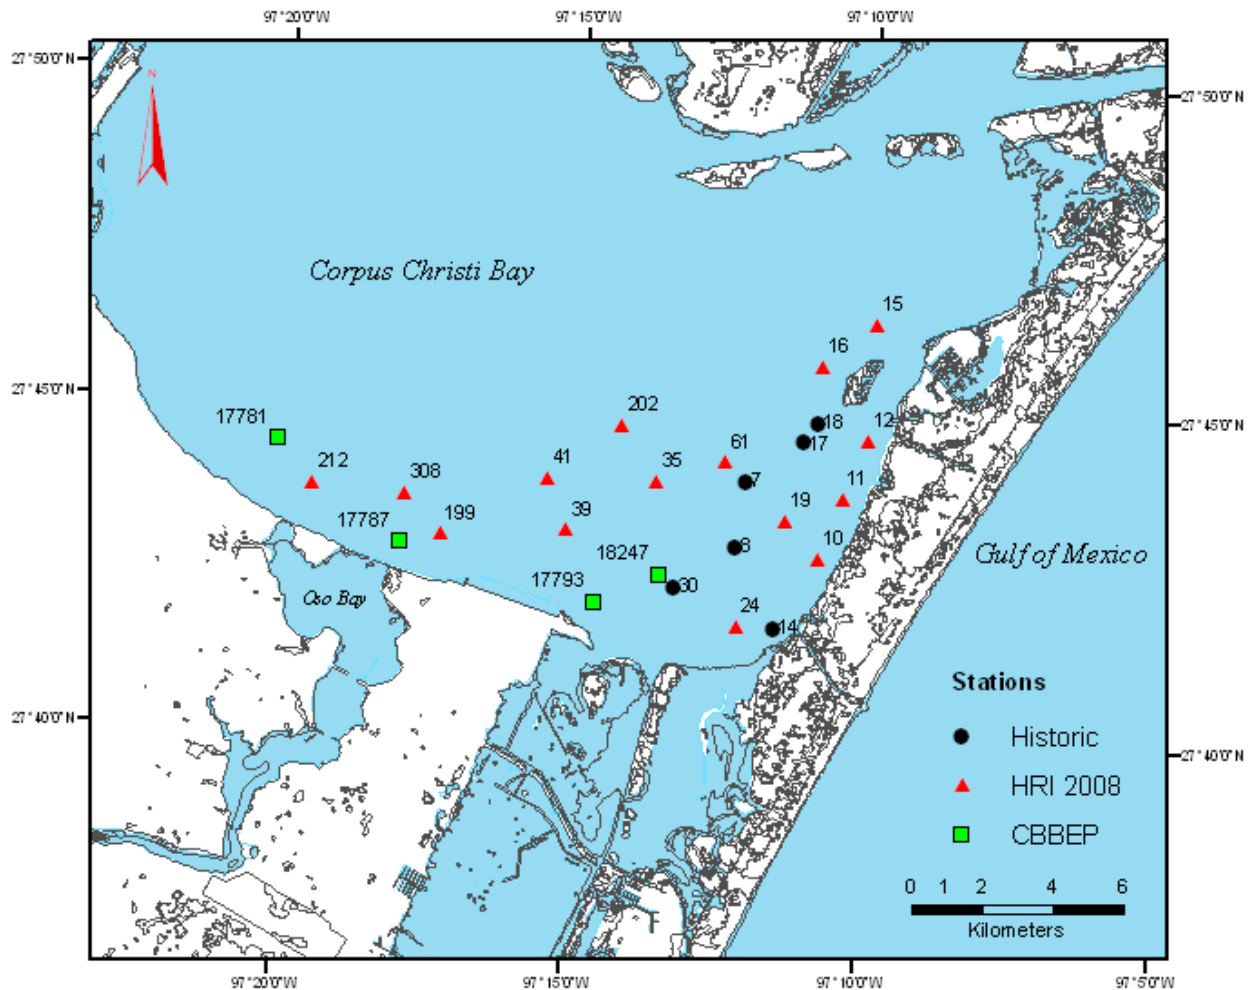 97°20'0"W 97°15'0"W 97°10'0"W
27°50'0"N
N
27°50'0"N
Corpus Christi Bay
15
16
27°45'0"N
202
17781
18
12
27°45'0"N
61
17
212
308
41
35
7
11
17787
199
39
19
18247
8
10
Gulf of Mexico
17793
30
Oso Bay
24
14
Stations
27°40'0"N
Historic
27°40'0"N
HRI 2008
CBBEP
0 1 2 4 6
Kilometers
97°20'0"W 97°15'0"W 97°10'0"W 97°5'0"W